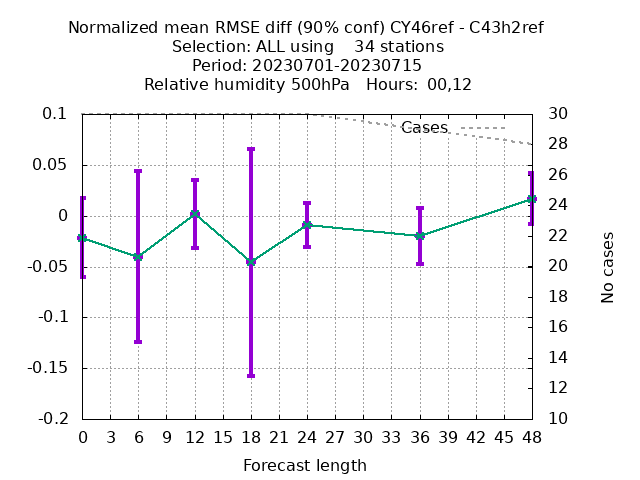 Normalized mean RMSE diff (90% conf) CY46ref - C43h2ref
Selection: ALL using    34 stations
Period: 20230701-20230715
Relative humidity 500hPa   Hours:  00,12
0.1
0.05
0
-0.05
-0.1
-0.15
-0.2
Cases
30
28
26
24
22
20
18
16
14
12
10
No cases
0 3 6 9 12 15 18 21 24 27 30 33 36 39 42 45 48
Forecast length